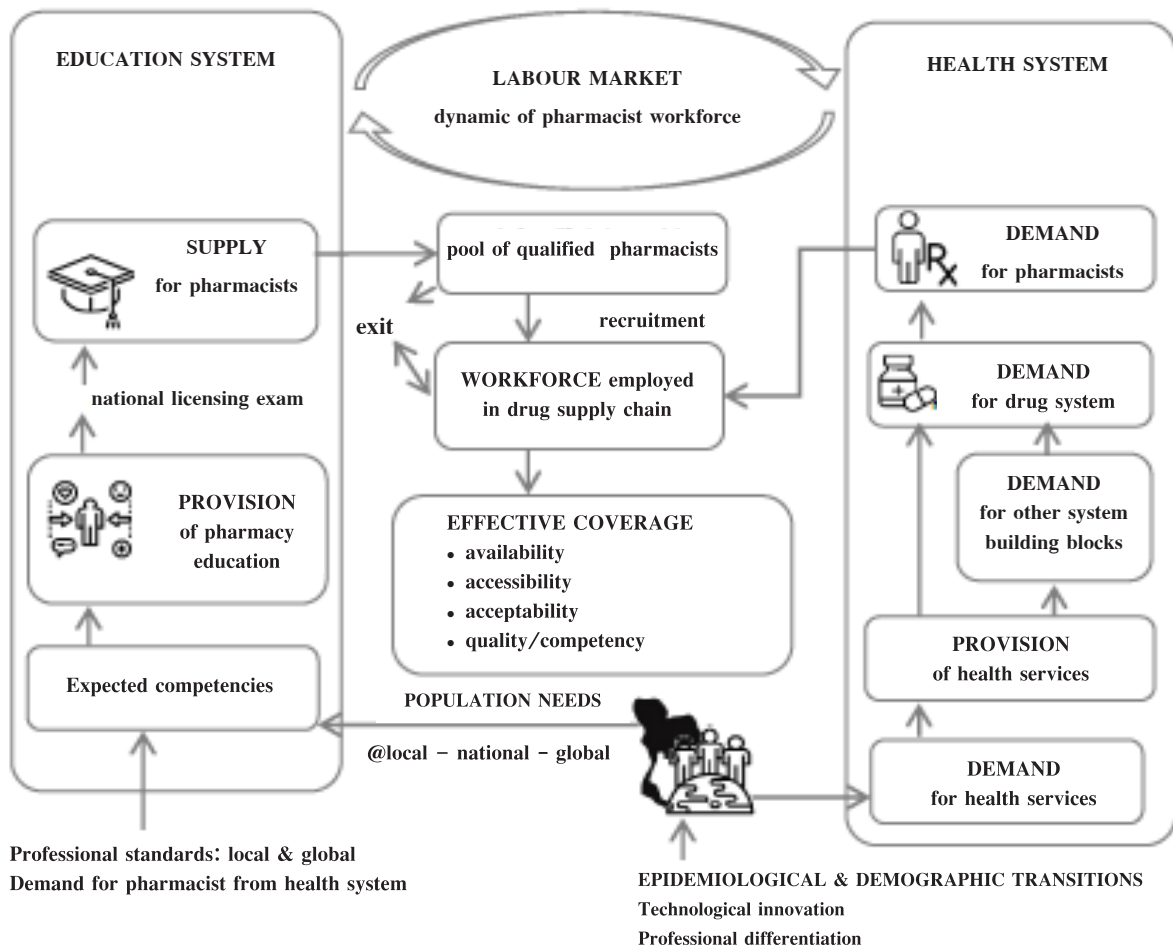 EDUCATION SYSTEM
LABOUR MARKET
dynamic of pharmacist workforce
HEALTH SYSTEM
SUPPLY
for pharmacists
national licensing exam
PROVISION
of pharmacy
education
Expected competencies
Professional standards: local & global
Demand for pharmacist from health system
pool of qualified pharmacists
exit
recruitment
WORKFORCE employed
in drug supply chain
EFFECTIVE COVERAGE
• availability
• accessibility
• acceptability
• quality/competency
POPULATION NEEDS
@local – national – global
DEMAND
for pharmacists
Rx
DEMAND
for drug system
DEMAND
for other system
building blocks
PROVISION
of health services
DEMAND
for health services
EPIDEMIOLOGICAL & DEMOGRAPHIC TRANSITIONS
Technological innovation
Professional differentiation